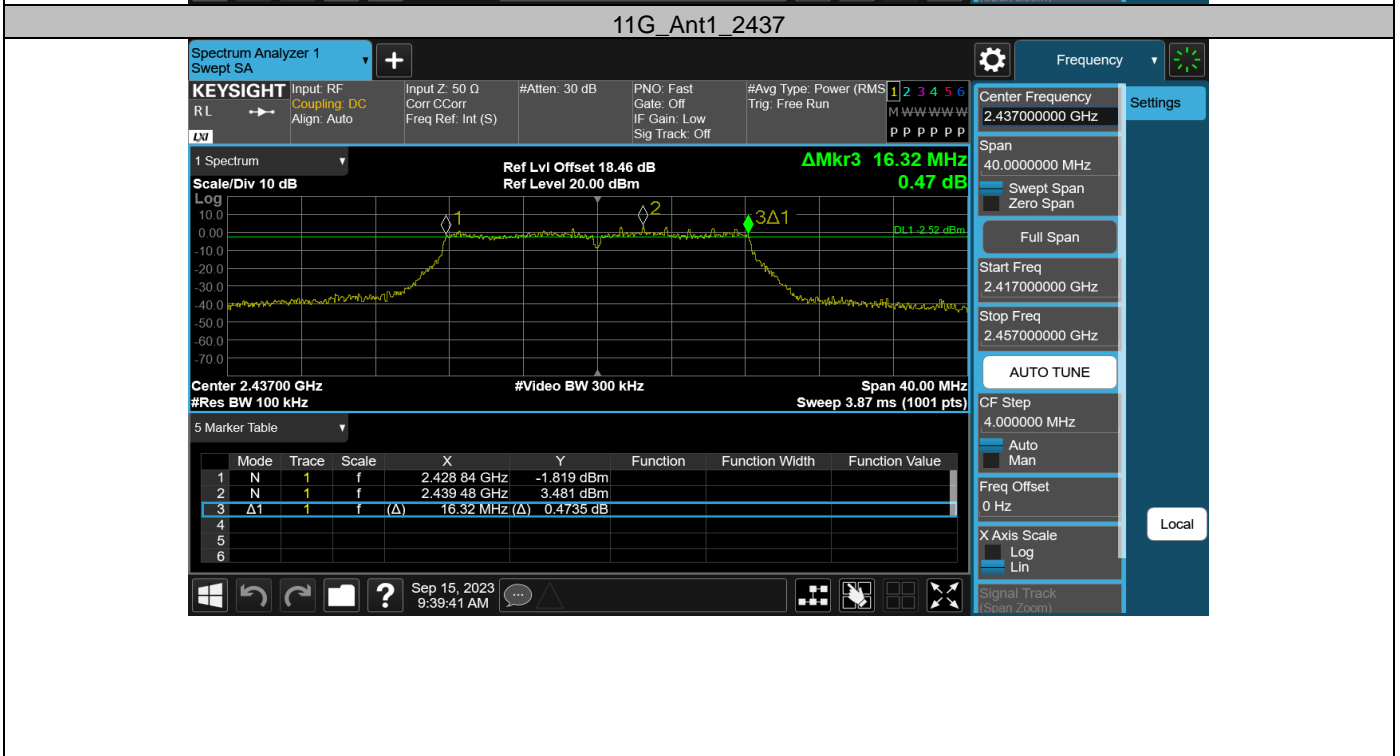 11G_Ant1_2437
Spectrum Analyzer 1
Swept SA
Frequency
KEYSIGHT
RL
LXI
Input: RF
Coupling: DC
Align: Auto
Input Z: 50 Ω
Corr CCorr
Freq Ref: Int (S)
#Atten: 30 dB
PNO: Fast
Gate: Off
IF Gain: Low
Sig Track: Off
#Avg Type: Power (RMS
Trig: Free Run
1 2 3 4 5 6
M W W W W W
P P P P P P
1 Spectrum
Scale/Div 10 dB
Ref Lvl Offset 18.46 dB
Ref Level 20.00 dBm
ΔMkr3 16.32 MHz
0.47 dB
Log
10.0
0.00
-10.0
-20.0
-30.0
-40.0
-50.0
-60.0
-70.0
1
2
3Δ1
DL1 -2.52 dBm
Center 2.43700 GHz
#Video BW 300 kHz
Span 40.00 MHz
#Res BW 100 kHz
Sweep 3.87 ms (1001 pts)
5 Marker Table
Mode Trace Scale X Y Function Function Width Function Value
1 N 1 f 2.428 84 GHz -1.819 dBm
2 N 1 f 2.439 48 GHz 3.481 dBm
3 Δ1 1 f (Δ) 16.32 MHz (Δ) 0.4735 dB
4
5
6
Sep 15, 2023
9:39:41 AM
Center Frequency
2.437000000 GHz
Settings
Span
40.0000000 MHz
Swept Span
Zero Span
Full Span
Start Freq
2.417000000 GHz
Stop Freq
2.457000000 GHz
AUTO TUNE
CF Step
4.000000 MHz
Auto
Man
Freq Offset
0 Hz
X Axis Scale
Log
Lin
Local
Signal Track
(Span Zoom)